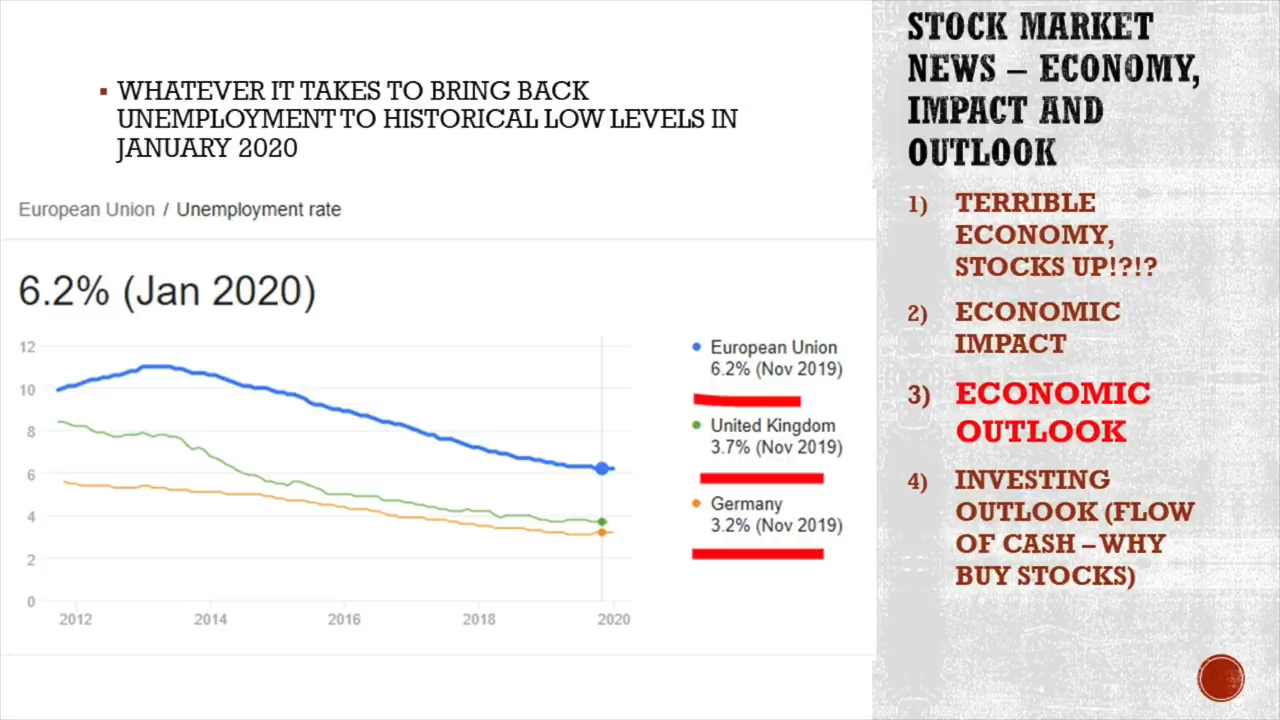 ▪ WHATEVER IT TAKES TO BRING BACK
UNEMPLOYMENT TO HISTORICAL LOW LEVELS IN
JANUARY 2020
European Union / Unemployment rate
6.2% (Jan 2020)
12
10
8
6
4
2
0
2012 2014 2016 2018 2020
European Union
6.2% (Nov 2019)
United Kingdom
3.7% (Nov 2019)
Germany
3.2% (Nov 2019)
STOCK MARKET
NEWS – ECONOMY,
IMPACT AND
OUTLOOK
1) TERRIBLE
ECONOMY,
STOCKS UP!?!?
2) ECONOMIC
IMPACT
3) ECONOMIC
OUTLOOK
4) INVESTING
OUTLOOK (FLOW
OF CASH – WHY
BUY STOCKS)